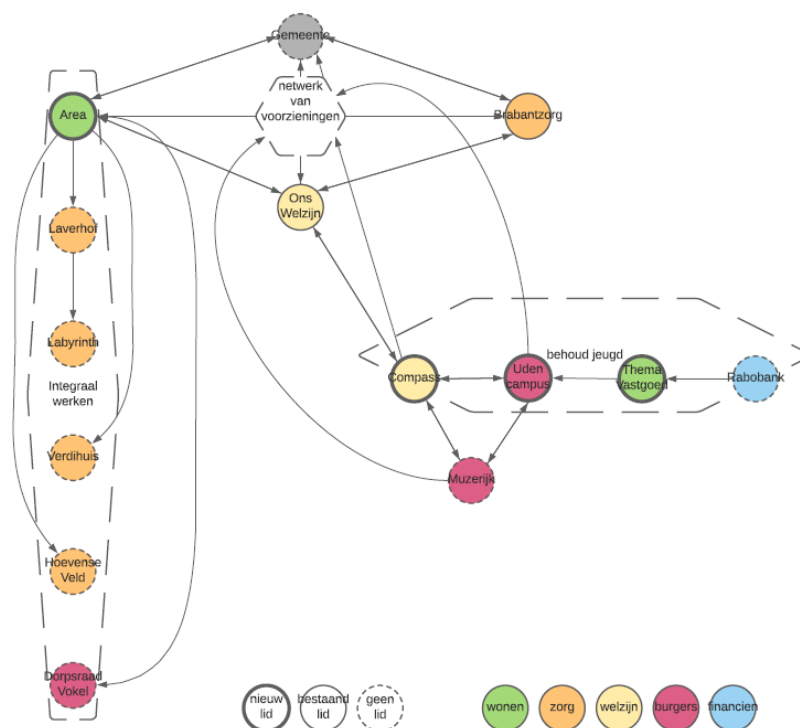 Gemeente
netwerk
van
voorzieningen
Area
Brabantzorg
Ons
Welzijn
Laverhof
Labyrinth
Integraal
werken
behoud jeugd
Compass
Uden
campus
Thema
Vastgoed
Rabobank
Verdihuis
Muzerijk
Hoevense
Veld
Dorpsraad
Vokel
nieuw
lid
bestaand
lid
geen
lid
wonen
zorg
welzijn
burgers
financien